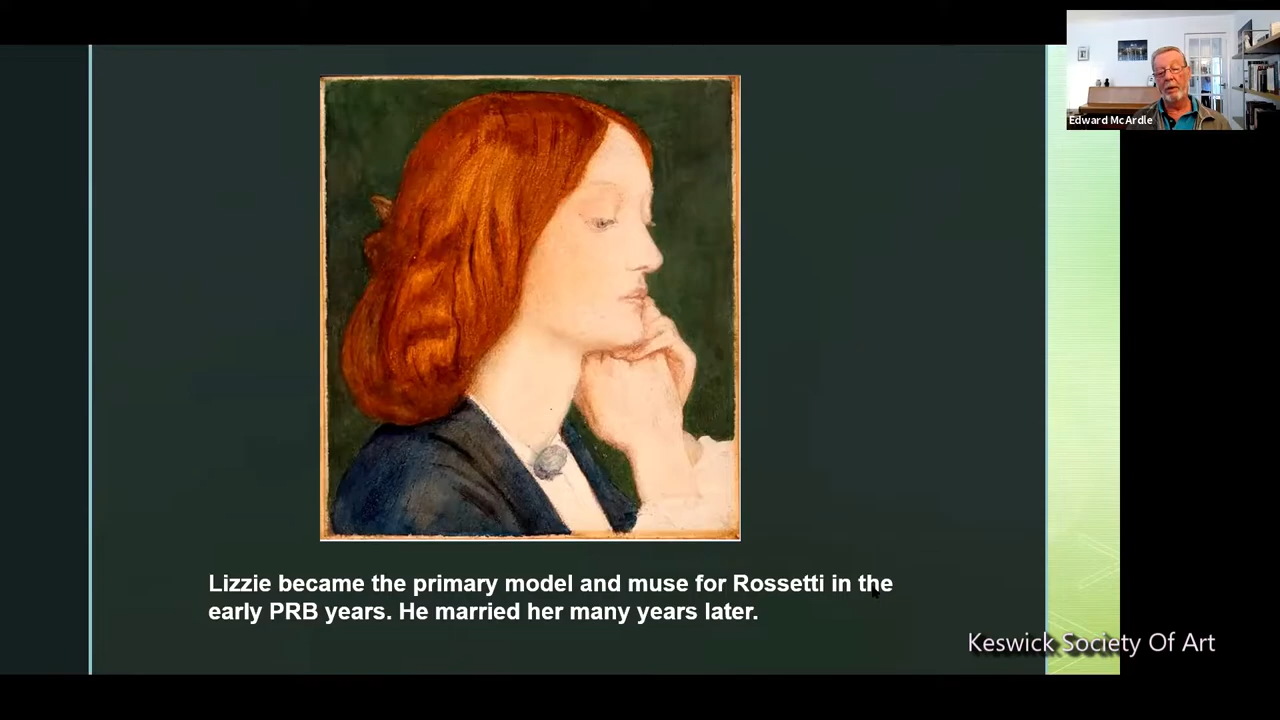 Edward McArdle
Lizzie became the primary model and muse for Rossetti in the
early PRB years. He married her many years later.
Keswick Society Of Art